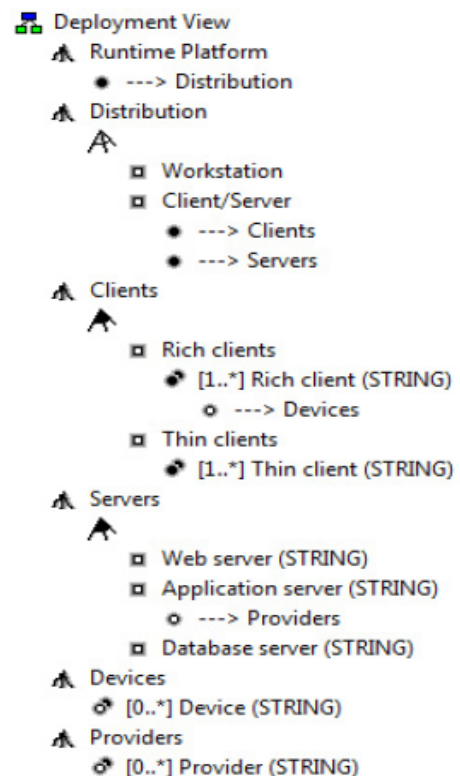 Deployment View
Runtime Platform
---> Distribution
Distribution
Workstation
Client/Server
---> Clients
---> Servers
Clients
Rich clients
[1..*] Rich client (STRING)
---> Devices
Thin clients
[1..*] Thin client (STRING)
Servers
Web server (STRING)
Application server (STRING)
---> Providers
Database server (STRING)
Devices
[0..*] Device (STRING)
Providers
[0..*] Provider (STRING)